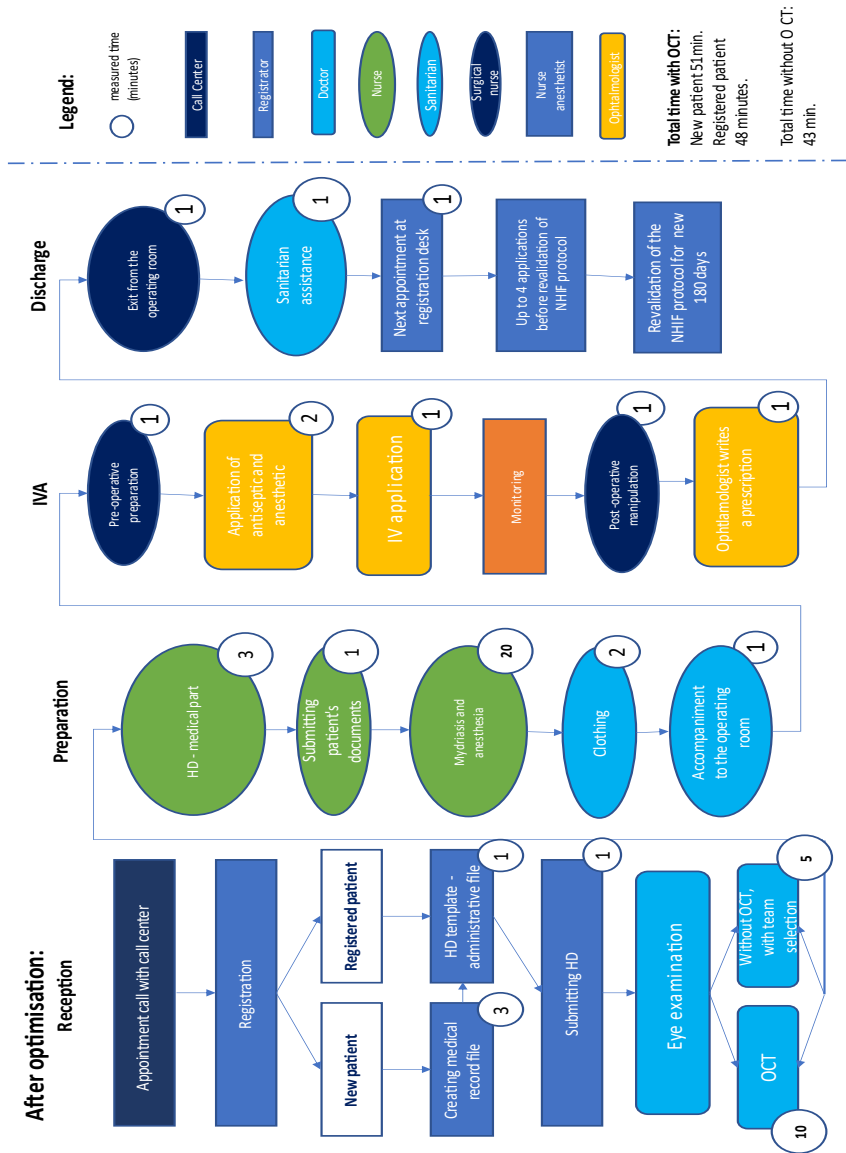 After optimisation:
Reception
Appointment call with call center
Registration
New patient
Registered patient
Creating medical
record file
3
HD template -
administrative file
1
Submitting HD
1
Eye examination
OCT
10
Without OCT,
with team
selection
5
Preparation
HD - medical part
3
Submitting
patient's
documents
1
Mydriasis and
anesthesia
20
Clothing
2
Accompaniment
to the operating
room
1
IVA
Pre-operative
preparation
1
Application of
antiseptic and
anesthetic
2
IV application
1
Monitoring
Post-operative
manipulation
1
Ophtlamologist writes
a prescription
1
Discharge
Exit from the
operating room
1
Sanitarian
assistance
1
Next appointment at
registration desk
1
Up to 4 applications
before revalidation of
NHIF protocol
Revalidation of the
NHIF protocol for new
180 days
Legend:
measured time
(minutes)
Call Center
Registrator
Doctor
Nurse
Sanitarian
Surgical
nurse
Nurse
anesthetist
Ophtalmologist
Total time with OCT:
New patient 51min.
Registered patient
48 minutes.
Total time without O CT:
43 min.